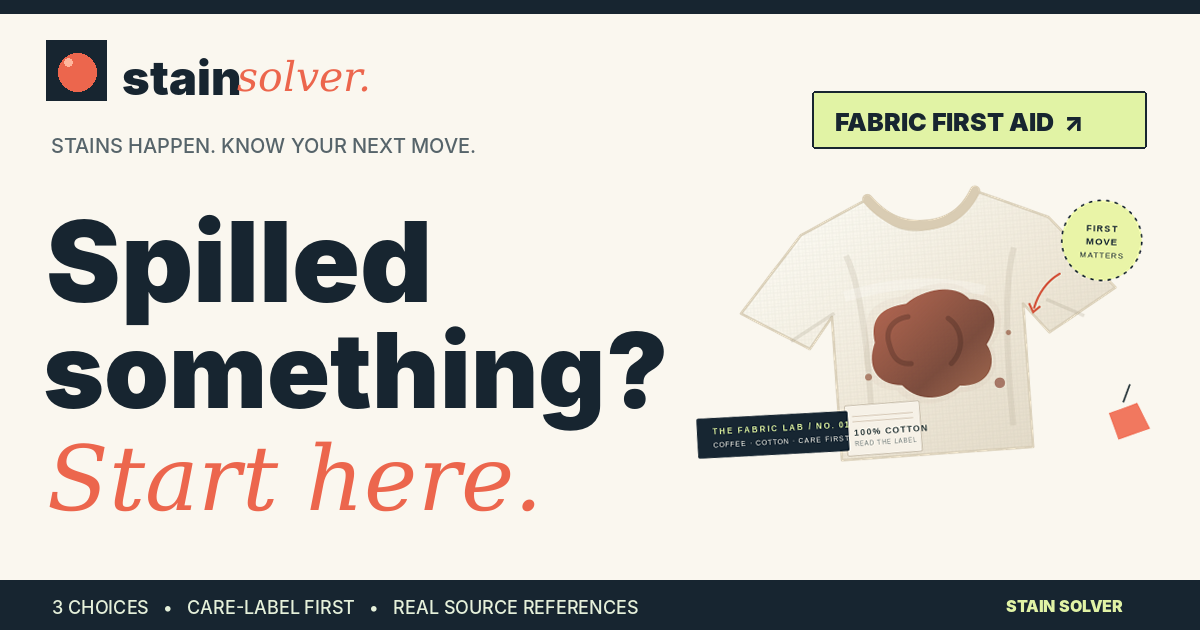 stainsolver.
STAINS HAPPEN. KNOW YOUR NEXT MOVE.
FABRIC FIRST AID ↗
Spilled
something?
Start here.
FIRST
MOVE
MATTERS
THE FABRIC LAB / NO. 01
COFFEE · COTTON · CARE FIRST
100% COTTON
READ THE LABEL
3 CHOICES • CARE-LABEL FIRST • REAL SOURCE REFERENCES
STAIN SOLVER